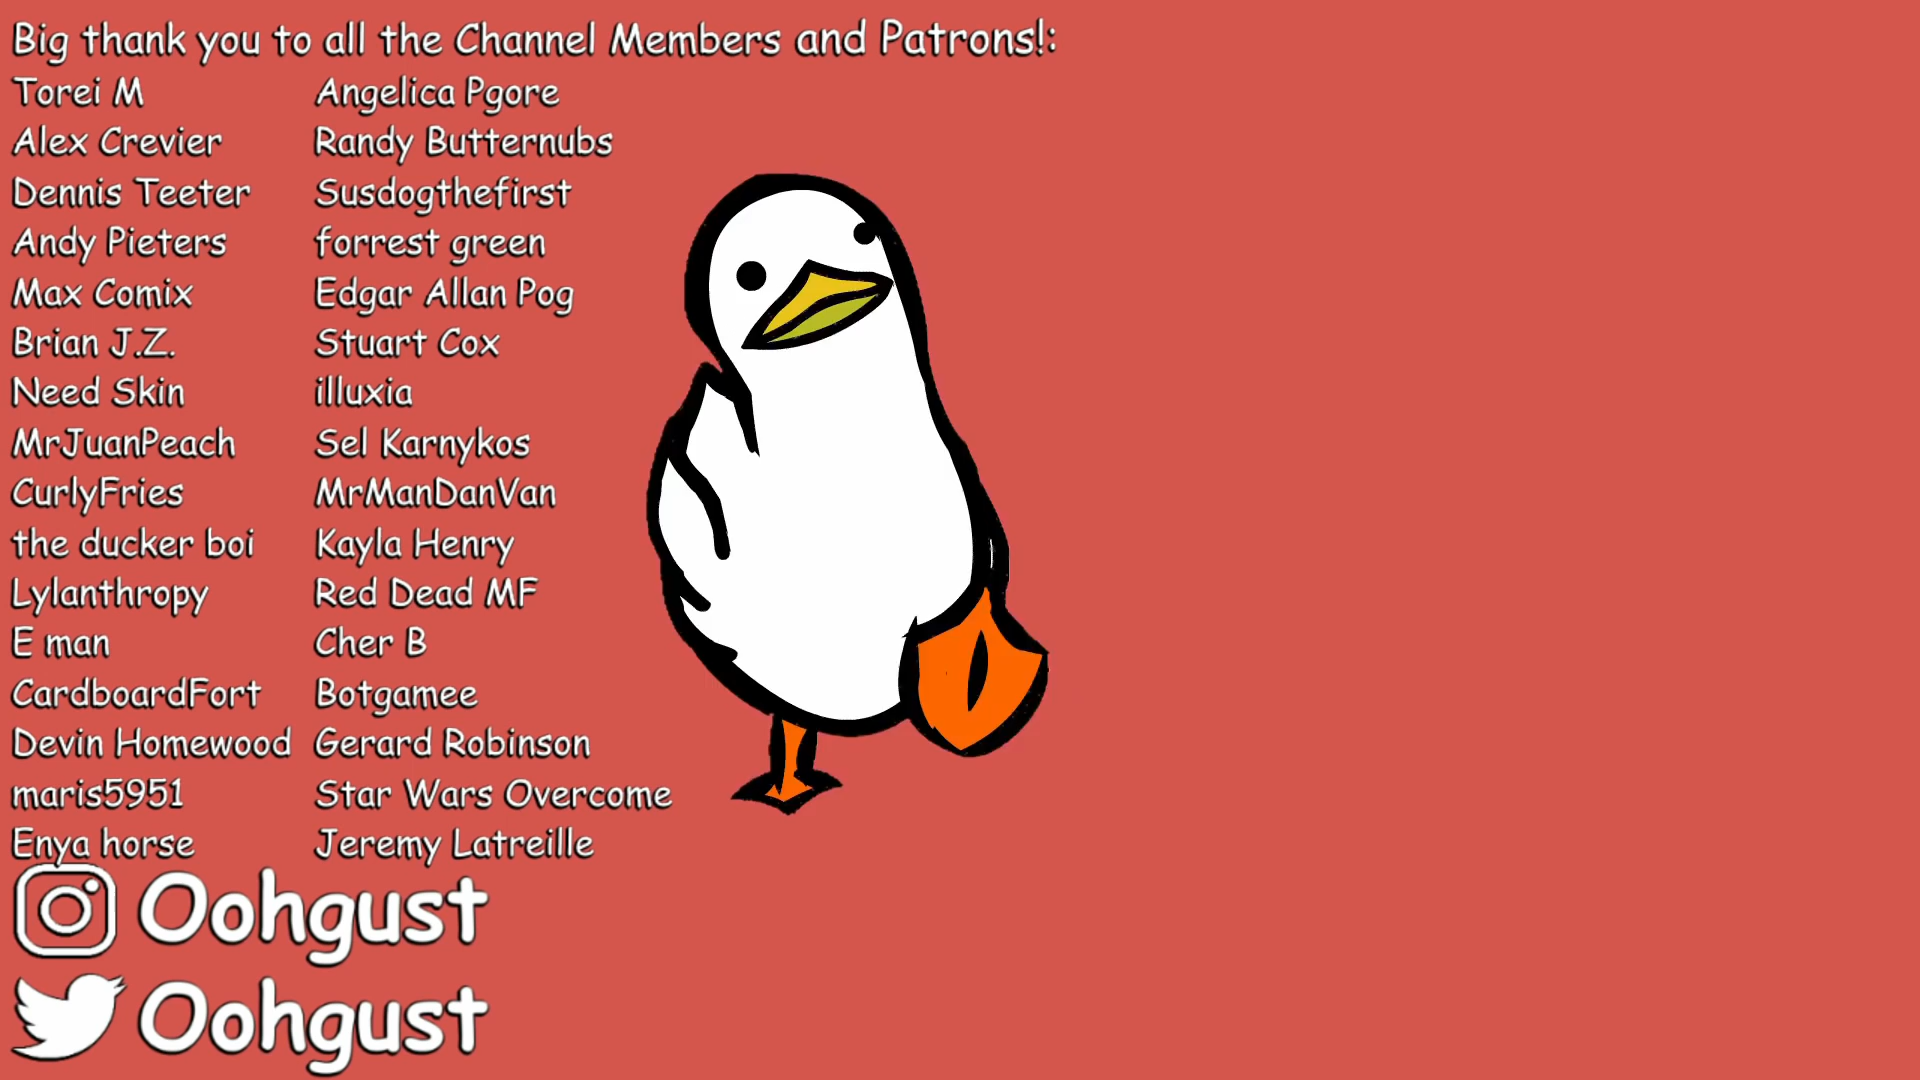 Big thank you to all the Channel Members and Patrons!:
Torei M
Alex Crevier
Dennis Teeter
Andy Pieters
Max Comix
Brian J.Z.
Need Skin
MrJuanPeach
CurlyFries
the ducker boi
Lylanthropy
E man
CardboardFort
Devin Homewood
maris5951
Enya horse
Angelica Pgore
Randy Butternubs
Susdogthefirst
forrest green
Edgar Allan Pog
Stuart Cox
illuxia
Sel Karnykos
MrManDanVan
Kayla Henry
Red Dead MF
Cher B
Botgamee
Gerard Robinson
Star Wars Overcome
Jeremy Latreille
Oohgust
Oohgust